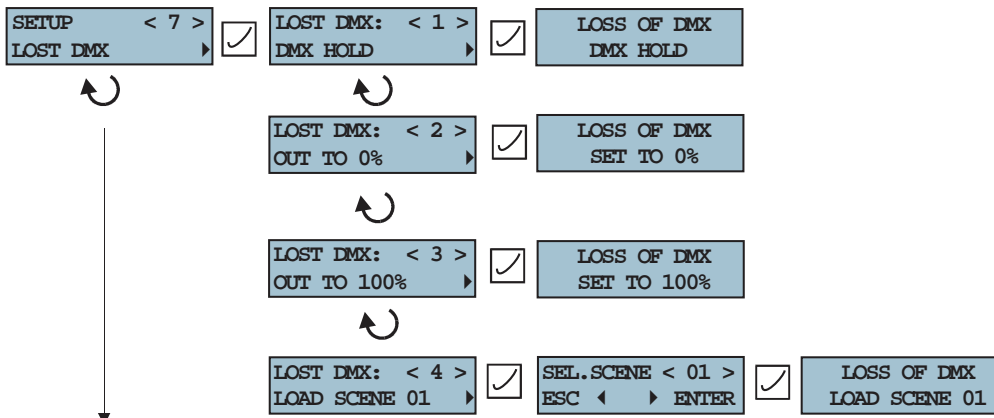 SETUP < 7 >
LOST DMX
LOST DMX: < 1 >
DMX HOLD
LOSS OF DMX
DMX HOLD
LOST DMX: < 2 >
OUT TO 0%
LOSS OF DMX
SET TO 0%
LOST DMX: < 3 >
OUT TO 100%
LOSS OF DMX
SET TO 100%
LOST DMX: < 4 >
LOAD SCENE 01
SEL.SCENE < 01 >
ESC ENTER
LOSS OF DMX
LOAD SCENE 01